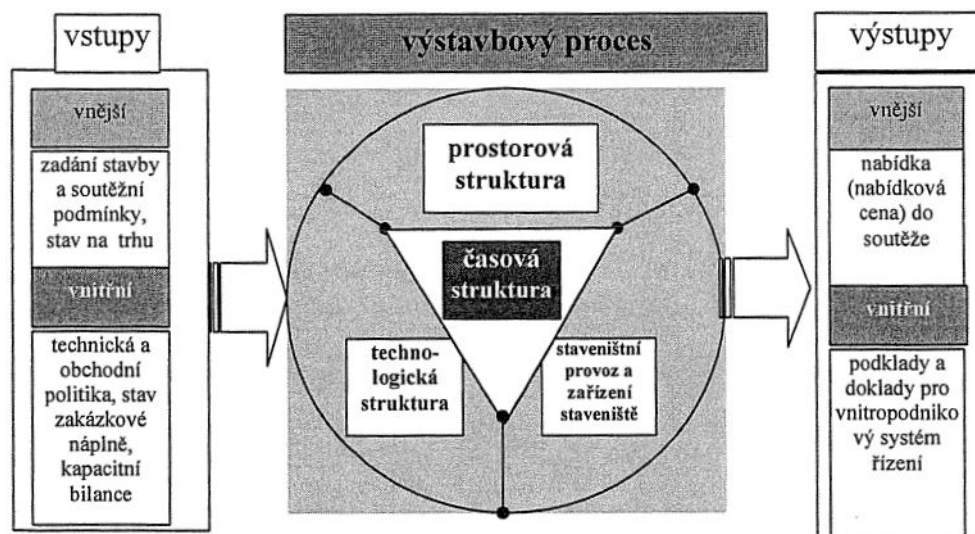 vstupy
vnější
zadání stavby
a soutěžní
podmínky,
stav na trhu
vnitřní
technická a
obchodní
politika, stav
zakázkové
náplně,
kapacitní
bilance
výstavbový proces
prostorová
struktura
časová
struktura
techno-
logická
struktura
staveništní
provoz a
zařízení
staveniště
výstupy
vnější
nabídka
(nabídková
cena) do
soutěže
vnitřní
podklady a
doklady pro
vnitropodniko
vý systém
řízení